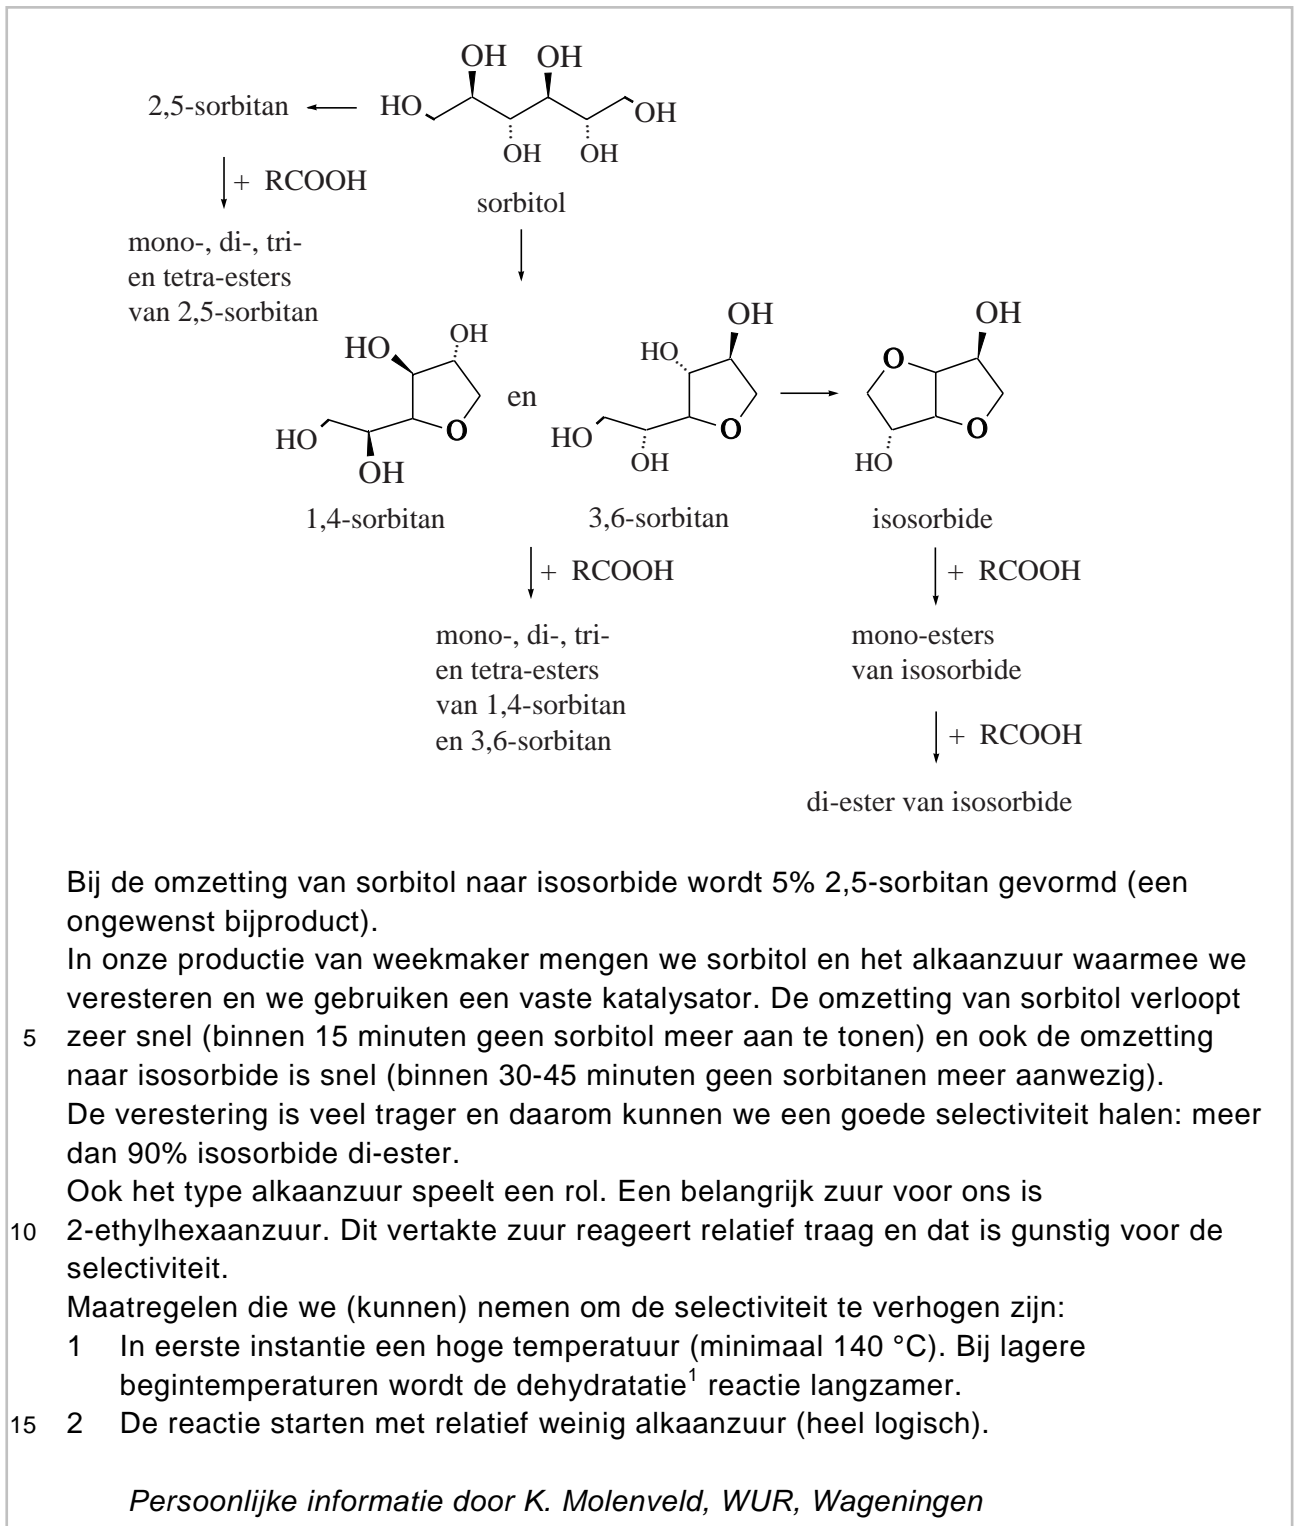 OH OH
2,5-sorbitan HO OH
OH OH
+ RCOOH
sorbitol
mono-, di-, tri-
en tetra-esters
van 2,5-sorbitan
HO OH
en
HO O
OH
1,4-sorbitan
OH
HO
HO O
OH
3,6-sorbitan
OH
O
O
HO
isosorbide
+ RCOOH
+ RCOOH
mono-, di-, tri-
en tetra-esters
van 1,4-sorbitan
en 3,6-sorbitan
mono-esters
van isosorbide
+ RCOOH
di-ester van isosorbide
Bij de omzetting van sorbitol naar isosorbide wordt 5% 2,5-sorbitan gevormd (een
ongewenst bijproduct).
In onze productie van weekmaker mengen we sorbitol en het alkaanzuur waarmee we
veresteren en we gebruiken een vaste katalysator. De omzetting van sorbitol verloopt
5 zeer snel (binnen 15 minuten geen sorbitol meer aan te tonen) en ook de omzetting
naar isosorbide is snel (binnen 30-45 minuten geen sorbitanen meer aanwezig).
De verestering is veel trager en daarom kunnen we een goede selectiviteit halen: meer
dan 90% isosorbide di-ester.
Ook het type alkaanzuur speelt een rol. Een belangrijk zuur voor ons is
10 2-ethylhexaanzuur. Dit vertakte zuur reageert relatief traag en dat is gunstig voor de
selectiviteit.
Maatregelen die we (kunnen) nemen om de selectiviteit te verhogen zijn:
1 In eerste instantie een hoge temperatuur (minimaal 140 °C). Bij lagere
begintemperaturen wordt de dehydratatie¹ reactie langzamer.
15 2 De reactie starten met relatief weinig alkaanzuur (heel logisch).
Persoonlijke informatie door K. Molenveld, WUR, Wageningen